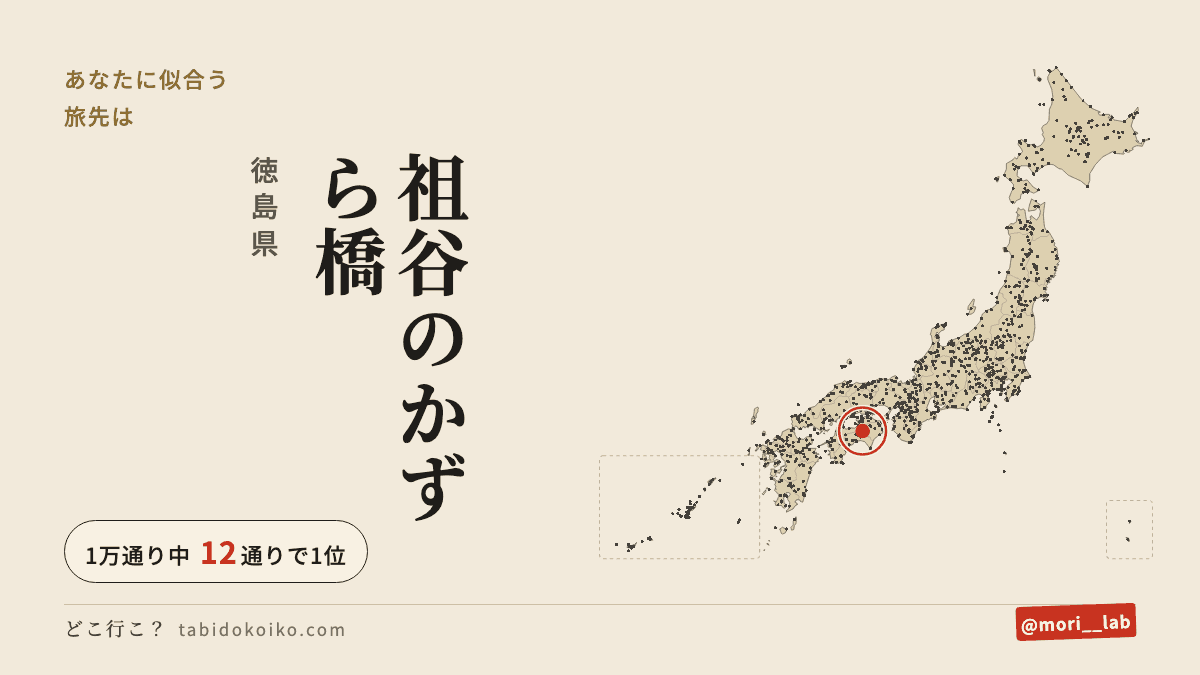 あなたに似合う
旅先は
祖谷のかず
ら橋
徳島県
1万通り中 12通りで1位
どこ行こ？ tabidokoiko.com
@mori__lab